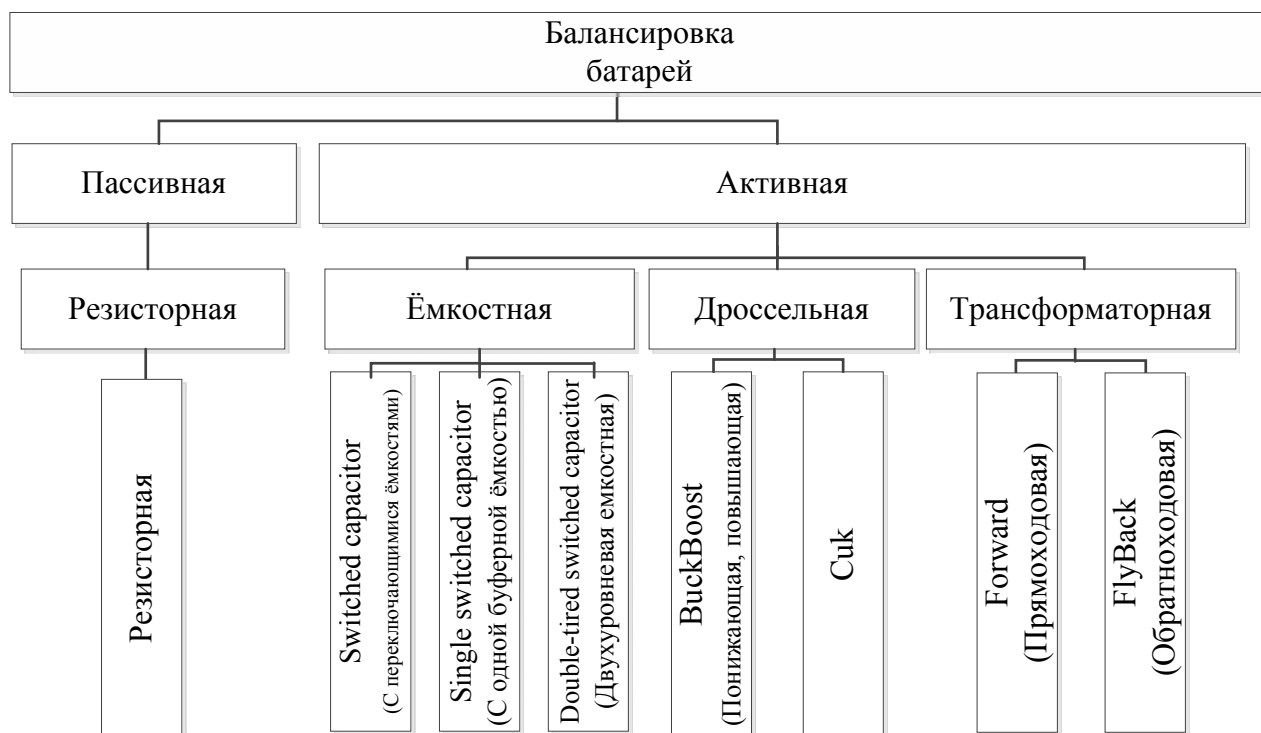 Балансировка
батарей
Пассивная
Активная
Резисторная
Ёмкостная
Дроссельная
Трансформаторная
Резисторная
Switched capacitor
(С переключающимися ёмкостями)
Single switched capacitor
(С одной буферной ёмкостью)
Double-tired switched capacitor
(Двухуровневая емкостная)
BuckBoost
(Понижающая, повышающая)
Cuk
Forward
(Прямоходовая)
FlyBack
(Обратноходовая)